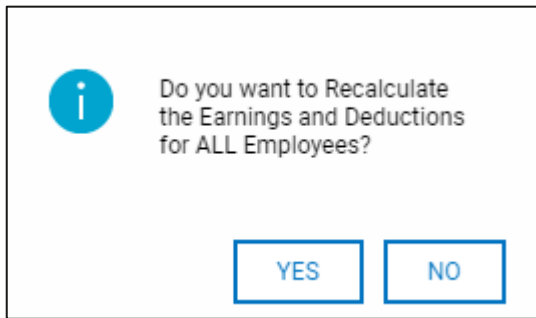 i
Do you want to Recalculate
the Earnings and Deductions
for ALL Employees?
YES
NO